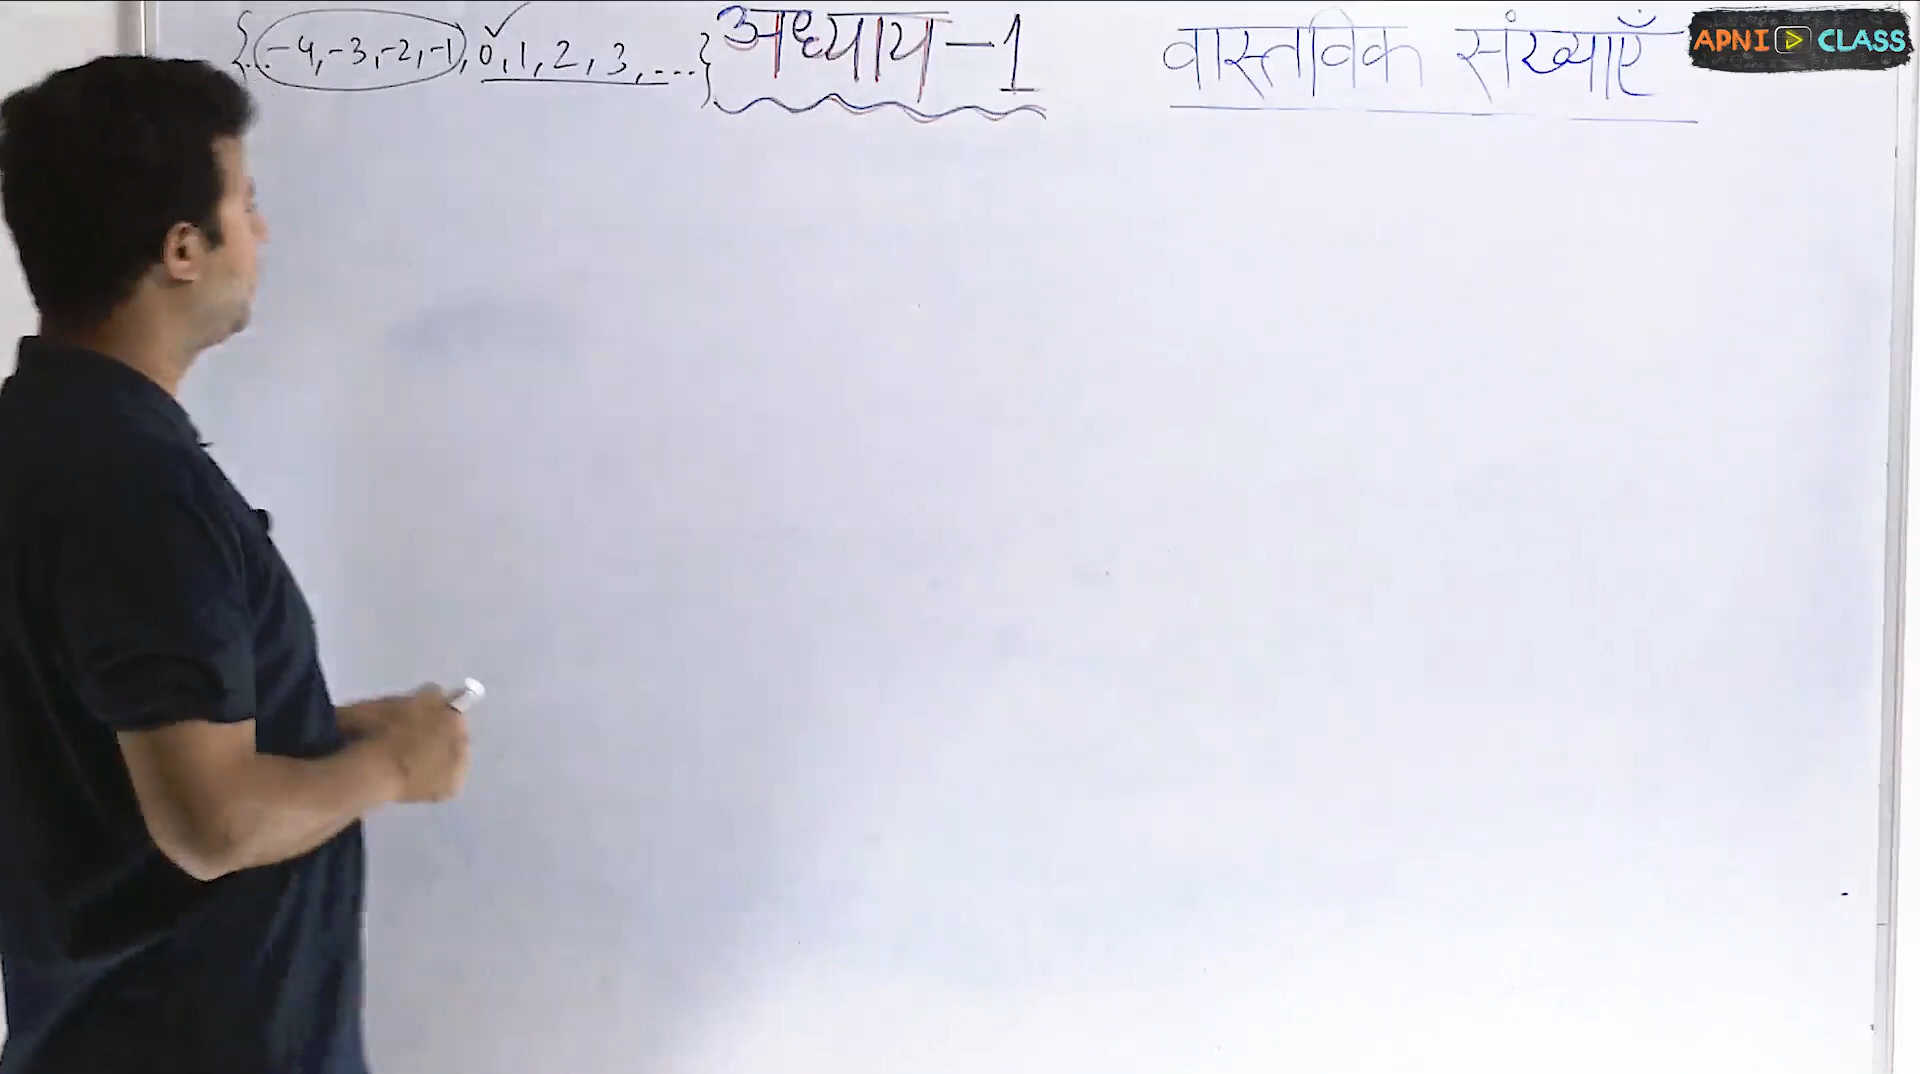 {..-4,-3,-2,-1,0,1,2,3,...} अध्याय-1 वास्तविक संख्याएँ
APNI CLASS